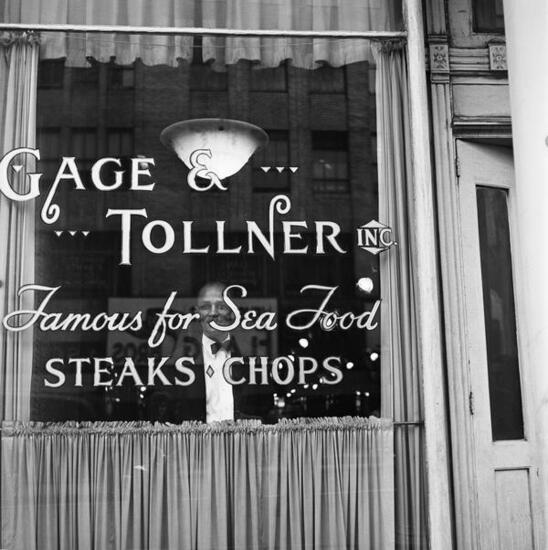 GAGE & TOLLNER INC.
Famous for Sea Food
STEAKS · CHOPS